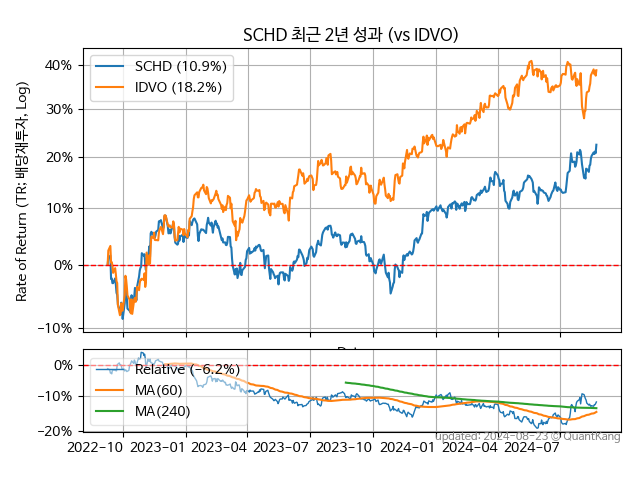 SCHD 최근 2년 성과 (vs IDVO)
Rate of Return (TR: 배당재투자, Log)
40%
30%
20%
10%
0%
−10%
SCHD (10.9%)
IDVO (18.2%)
0%
−10%
−20%
Relative (−6.2%)
MA(60)
MA(240)
2022-10 2023-01 2023-04 2023-07 2023-10 2024-01 2024-04 2024-07
updated: 2024-08-23 © QuantKang